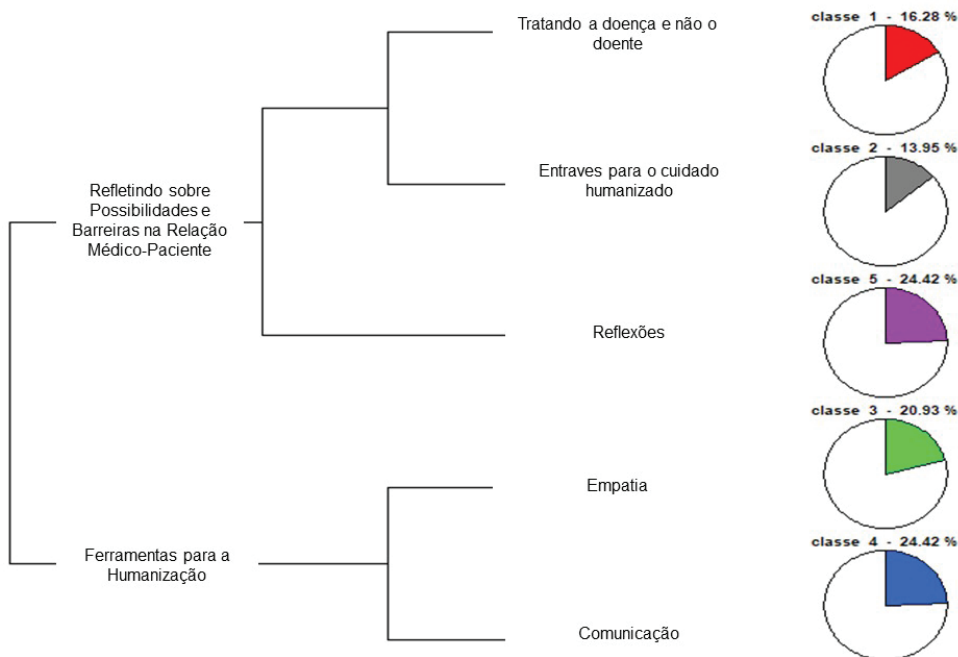 Tratando a doença e não o
doente
classe 1 - 16.28 %
Entraves para o cuidado
humanizado
classe 2 - 13.95 %
Refletindo sobre
Possibilidades e
Barreiras na Relação
Médico-Paciente
Reflexões
classe 5 - 24.42 %
Empatia
classe 3 - 20.93 %
Ferramentas para a
Humanização
Comunicação
classe 4 - 24.42 %